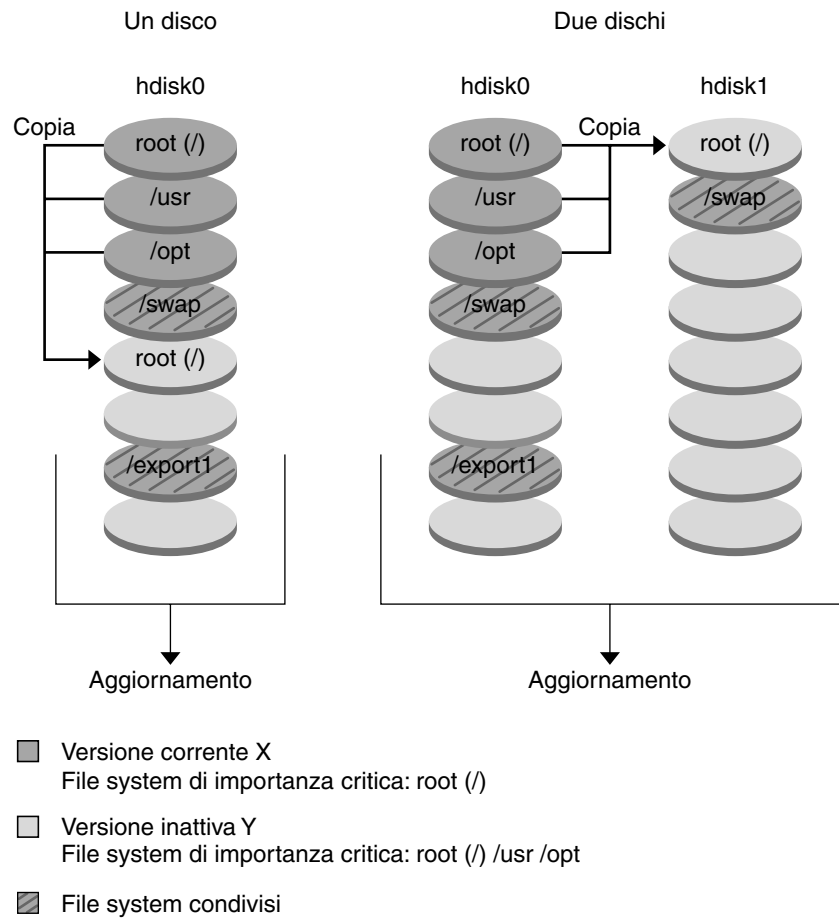 Un disco
Due dischi
hdisk0
hdisk0
hdisk1
Copia
root (/)
/usr
/opt
/swap
root (/)
/export1
Copia
root (/)
/usr
/opt
/swap
/export1
root (/)
/swap
Aggiornamento
Aggiornamento
Versione corrente X
File system di importanza critica: root (/)
Versione inattiva Y
File system di importanza critica: root (/) /usr /opt
File system condivisi